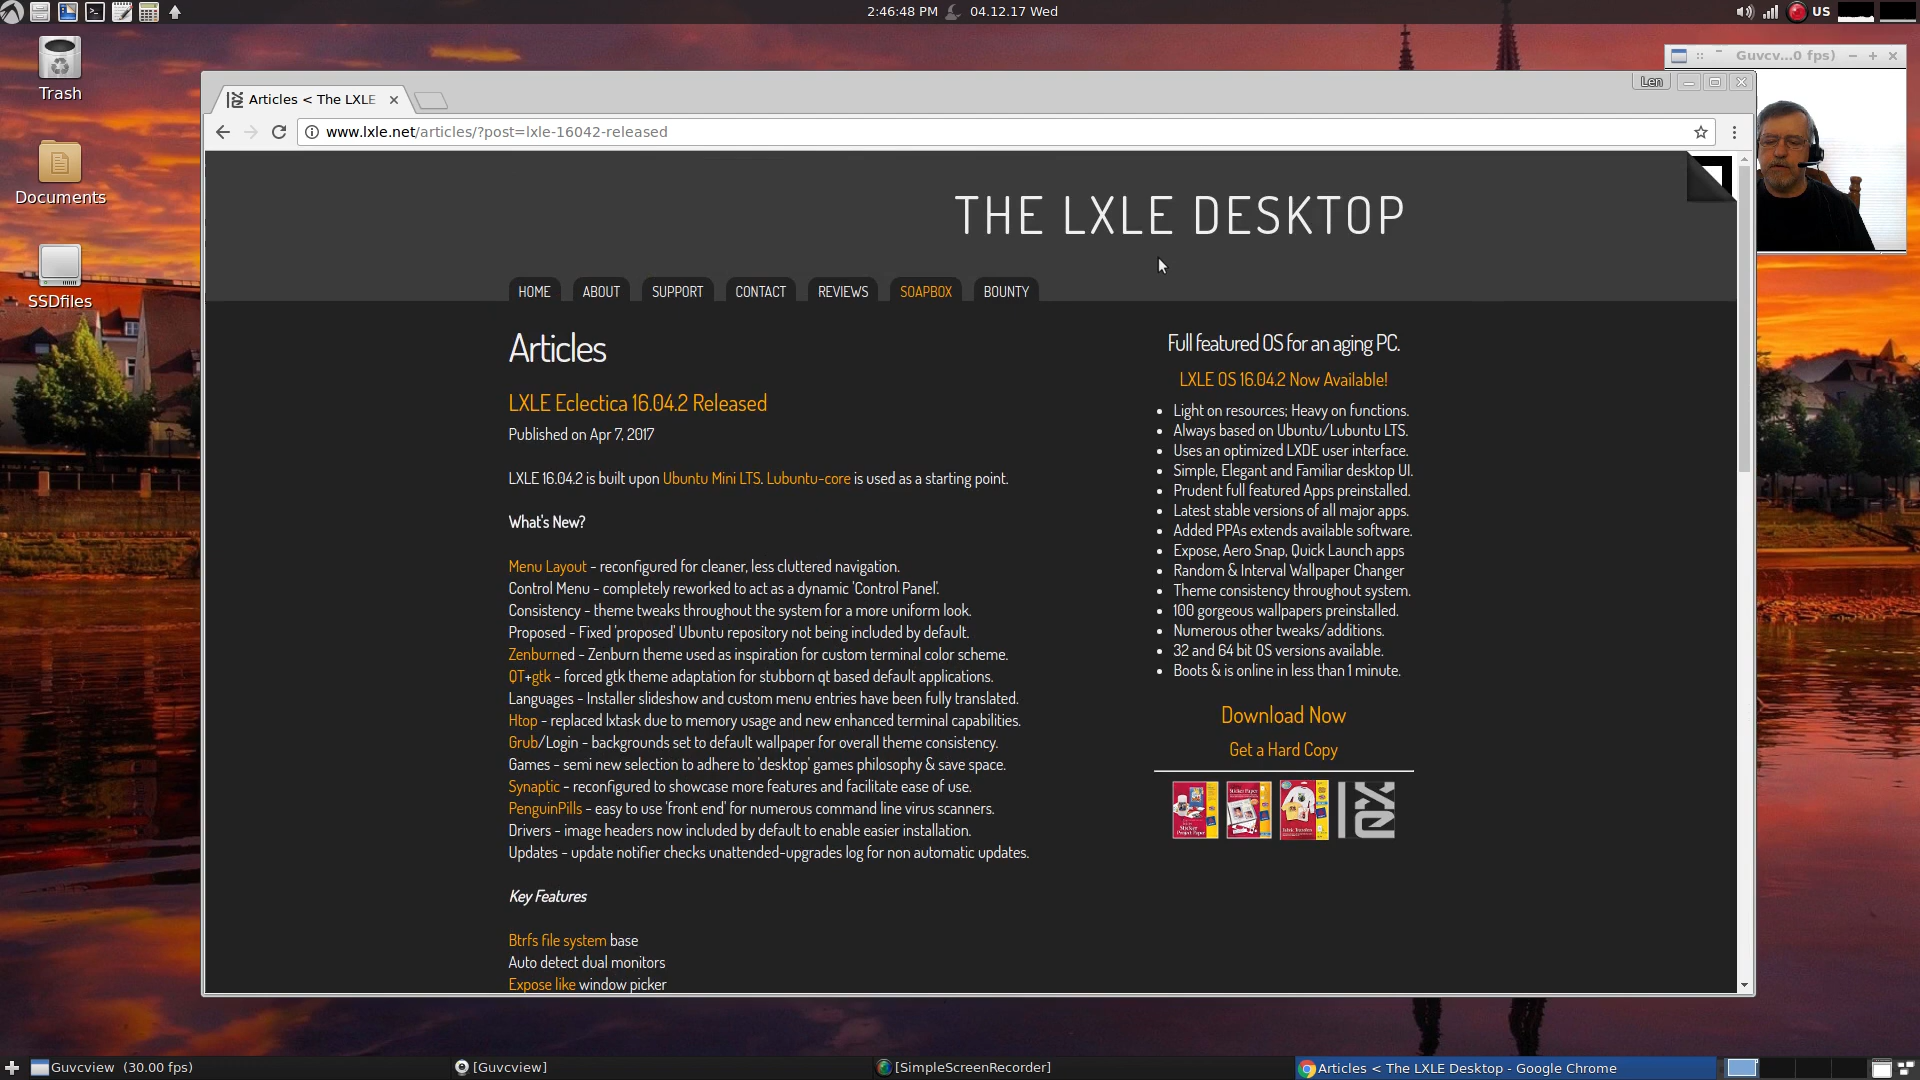 2:46:48 PM 04.12.17 Wed
US
Trash
Documents
SSDfiles
Guvcv...0 fps)
Len
Articles < The LXLE
www.lxle.net/articles/?post=lxle-16042-released
THE LXLE DESKTOP
HOME ABOUT SUPPORT CONTACT REVIEWS SOAPBOX BOUNTY
Articles
LXLE Eclectica 16.04.2 Released
Published on Apr 7, 2017
LXLE 16.04.2 is built upon Ubuntu Mini LTS. Lubuntu-core is used as a starting point.
What's New?
Menu Layout - reconfigured for cleaner, less cluttered navigation.
Control Menu - completely reworked to act as a dynamic 'Control Panel'.
Consistency - theme tweaks throughout the system for a more uniform look.
Proposed - Fixed 'proposed' Ubuntu repository not being included by default.
Zenburned - Zenburn theme used as inspiration for custom terminal color scheme.
QT+gtk - forced gtk theme adaptation for stubborn qt based default applications.
Languages - Installer slideshow and custom menu entries have been fully translated.
Htop - replaced lxtask due to memory usage and new enhanced terminal capabilities.
Grub/Login - backgrounds set to default wallpaper for overall theme consistency.
Games - semi new selection to adhere to 'desktop' games philosophy & save space.
Synaptic - reconfigured to showcase more features and facilitate ease of use.
PenguinPills - easy to use 'front end' for numerous command line virus scanners.
Drivers - image headers now included by default to enable easier installation.
Updates - update notifier checks unattended-upgrades log for non automatic updates.
Key Features
Btrfs file system base
Auto detect dual monitors
Expose like window picker
Full featured OS for an aging PC.
LXLE OS 16.04.2 Now Available!
Light on resources; Heavy on functions.
Always based on Ubuntu/Lubuntu LTS.
Uses an optimized LXDE user interface.
Simple, Elegant and Familiar desktop UI.
Prudent full featured Apps preinstalled.
Latest stable versions of all major apps.
Added PPAs extends available software.
Expose, Aero Snap, Quick Launch apps
Random & Interval Wallpaper Changer
Theme consistency throughout system.
100 gorgeous wallpapers preinstalled.
Numerous other tweaks/additions.
32 and 64 bit OS versions available.
Boots & is online in less than 1 minute.
Download Now
Get a Hard Copy
Guvcview (30.00 fps)
[Guvcview]
[SimpleScreenRecorder]
Articles < The LXLE Desktop - Google Chrome